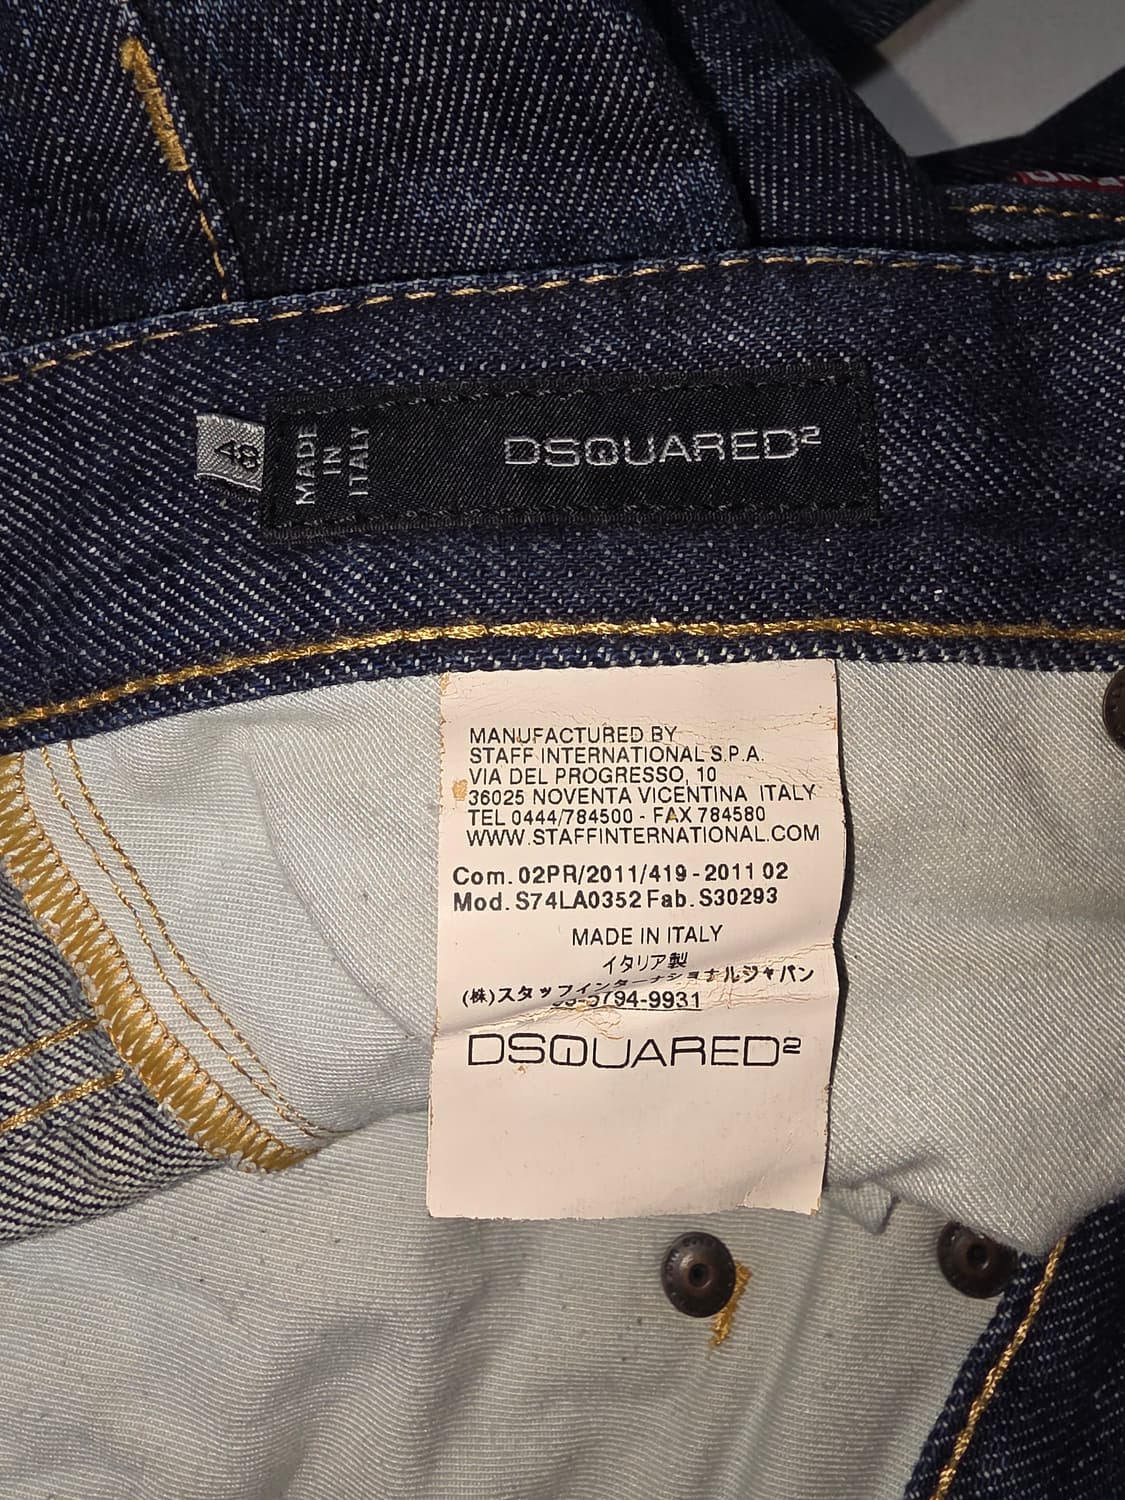 48
MADE
IN
ITALY
DSQUARED2
MANUFACTURED BY
STAFF INTERNATIONAL S.P.A.
VIA DEL PROGRESSO, 10
36025 NOVENTA VICENTINA ITALY
TEL 0444/784500 - FAX 784580
WWW.STAFFINTERNATIONAL.COM
Com. 02PR/2011/419 - 2011 02
Mod. S74LA0352 Fab. S30293
MADE IN ITALY
イタリア製
(株)スタッフインターナショナルジャパン
5794-9931
DSQUARED2